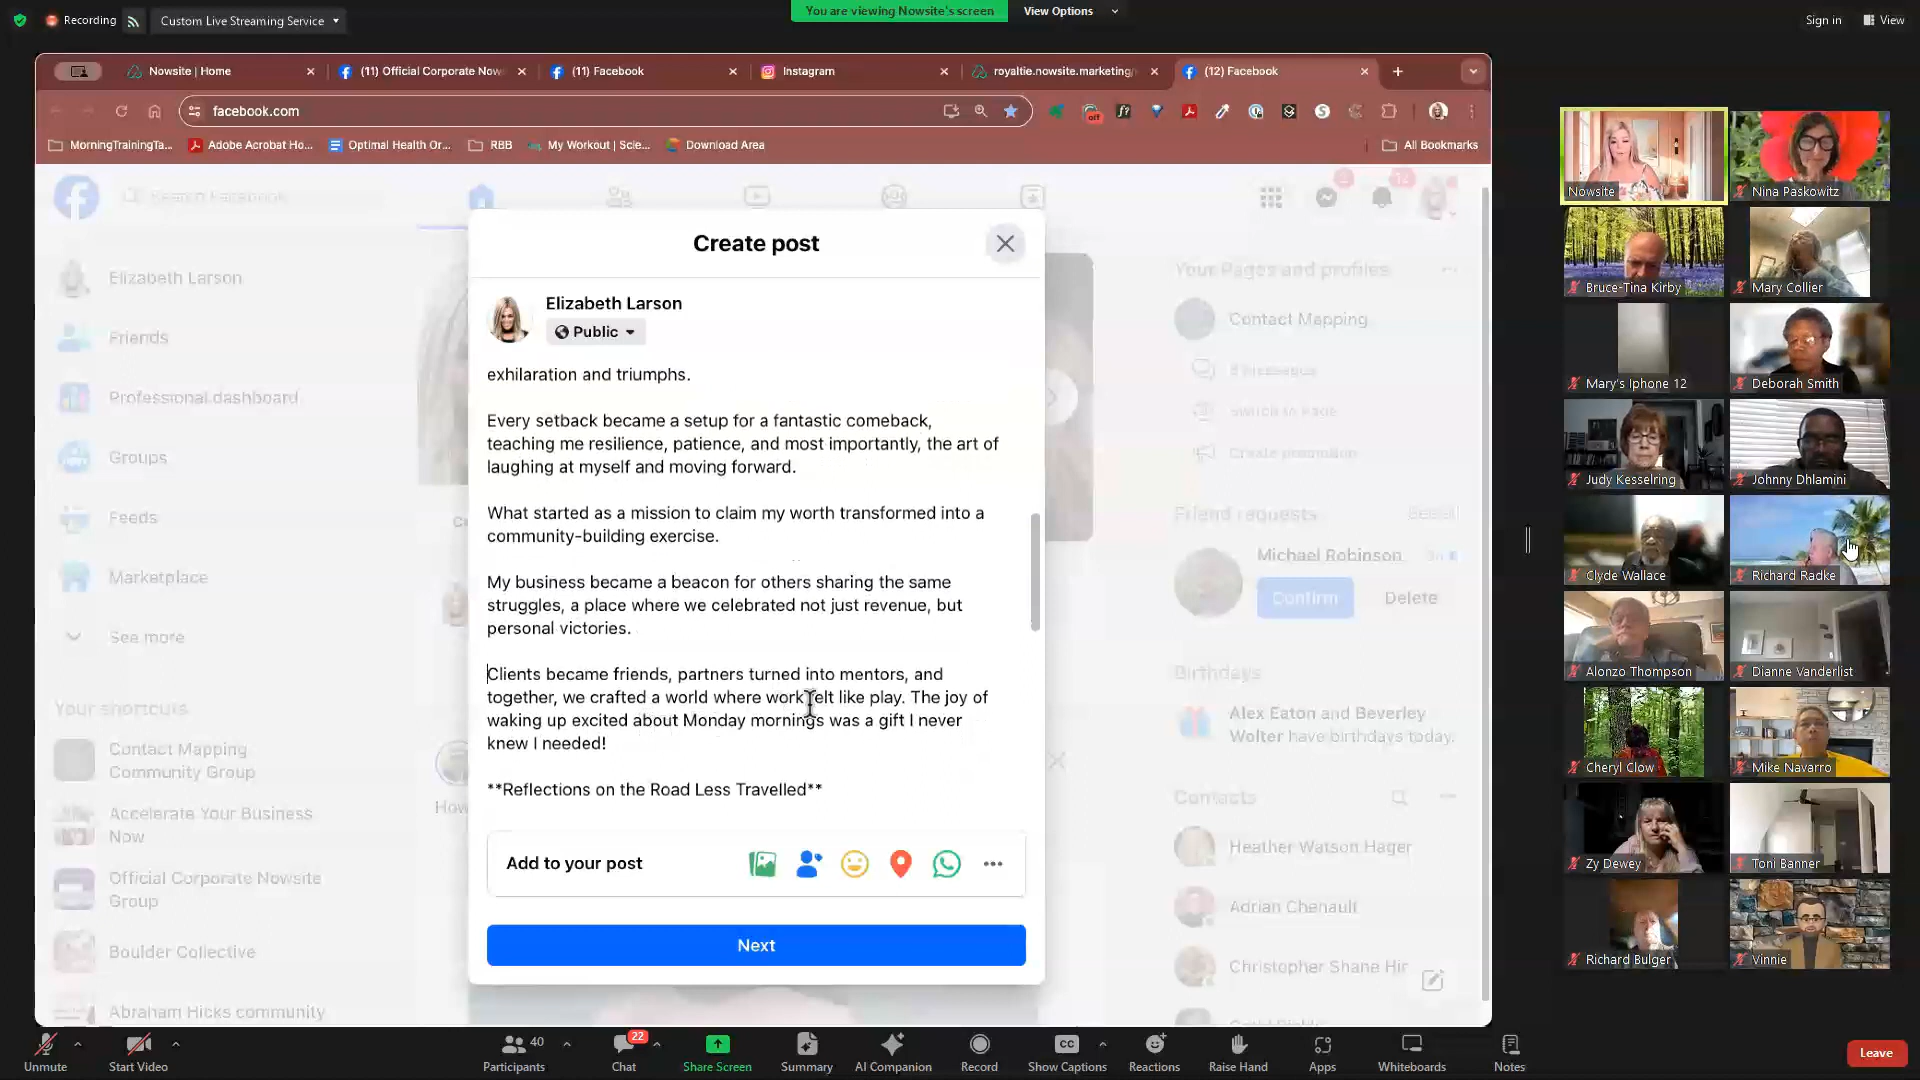 Recording
Custom Live Streaming Service
You are viewing Nowsite's screen
View Options
Sign in
View
Nowsite | Home
(11) Official Corporate Now
(11) Facebook
Instagram
royaltie.nowsite.marketing/
(12) Facebook
facebook.com
off
MorningTrainingTa...
Adobe Acrobat Ho...
Optimal Health Or...
RBB
My Workout | Scie...
Download Area
All Bookmarks
Search Facebook
Elizabeth Larson
Friends
Professional dashboard
Groups
Feeds
Marketplace
See more
Your shortcuts
Contact Mapping
Community Group
Accelerate Your Business
Now
Official Corporate Nowsite
Group
Boulder Collective
Abraham Hicks community
Create post
Elizabeth Larson
Public
exhilaration and triumphs.
Every setback became a setup for a fantastic comeback,
teaching me resilience, patience, and most importantly, the art of
laughing at myself and moving forward.
What started as a mission to claim my worth transformed into a
community-building exercise.
My business became a beacon for others sharing the same
struggles, a place where we celebrated not just revenue, but
personal victories.
Clients became friends, partners turned into mentors, and
together, we crafted a world where work felt like play. The joy of
waking up excited about Monday mornings was a gift I never
knew I needed!
**Reflections on the Road Less Travelled**
Add to your post
Next
Your Pages and profiles
Contact Mapping
Switch to Page
Create promotion
Friend requests
See all
Michael Robinson
Confirm
Delete
Birthdays
Alex Eaton and Beverley
Wolter have birthdays today.
Contacts
Heather Watson Hager
Adrian Chenault
Christopher Shane Hir
Nowsite
Nina Paskowitz
Bruce-Tina Kirby
Mary Collier
Mary's Iphone 12
Deborah Smith
Judy Kesselring
Johnny Dhlamini
Clyde Wallace
Richard Radke
Alonzo Thompson
Dianne Vanderlist
Cheryl Clow
Mike Navarro
Zy Dewey
Toni Banner
Richard Bulger
Vinnie
Unmute
Start Video
Participants
40
Chat
22
Share Screen
Summary
AI Companion
Record
CC
Show Captions
Reactions
Raise Hand
Apps
Whiteboards
Notes
Leave